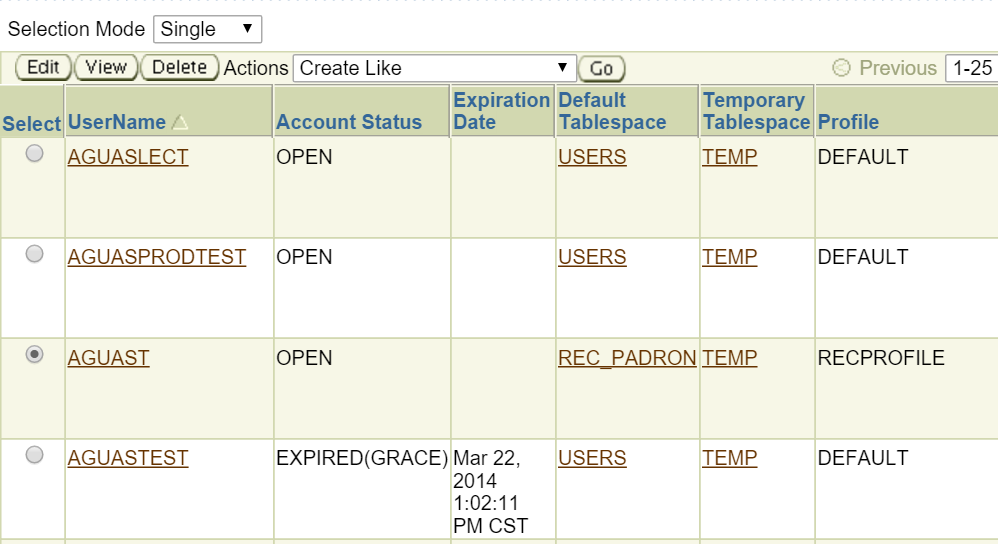 Selection Mode Single
Edit View Delete Actions Create Like Go Previous 1-25
Select UserName Account Status Expiration Date Default Tablespace Temporary Tablespace Profile
AGUASLECT OPEN USERS TEMP DEFAULT
AGUASPRODTEST OPEN USERS TEMP DEFAULT
AGUAST OPEN REC_PADRON TEMP RECPROFILE
AGUASTEST EXPIRED(GRACE) Mar 22, USERS TEMP DEFAULT
2014
1:02:11
PM CST